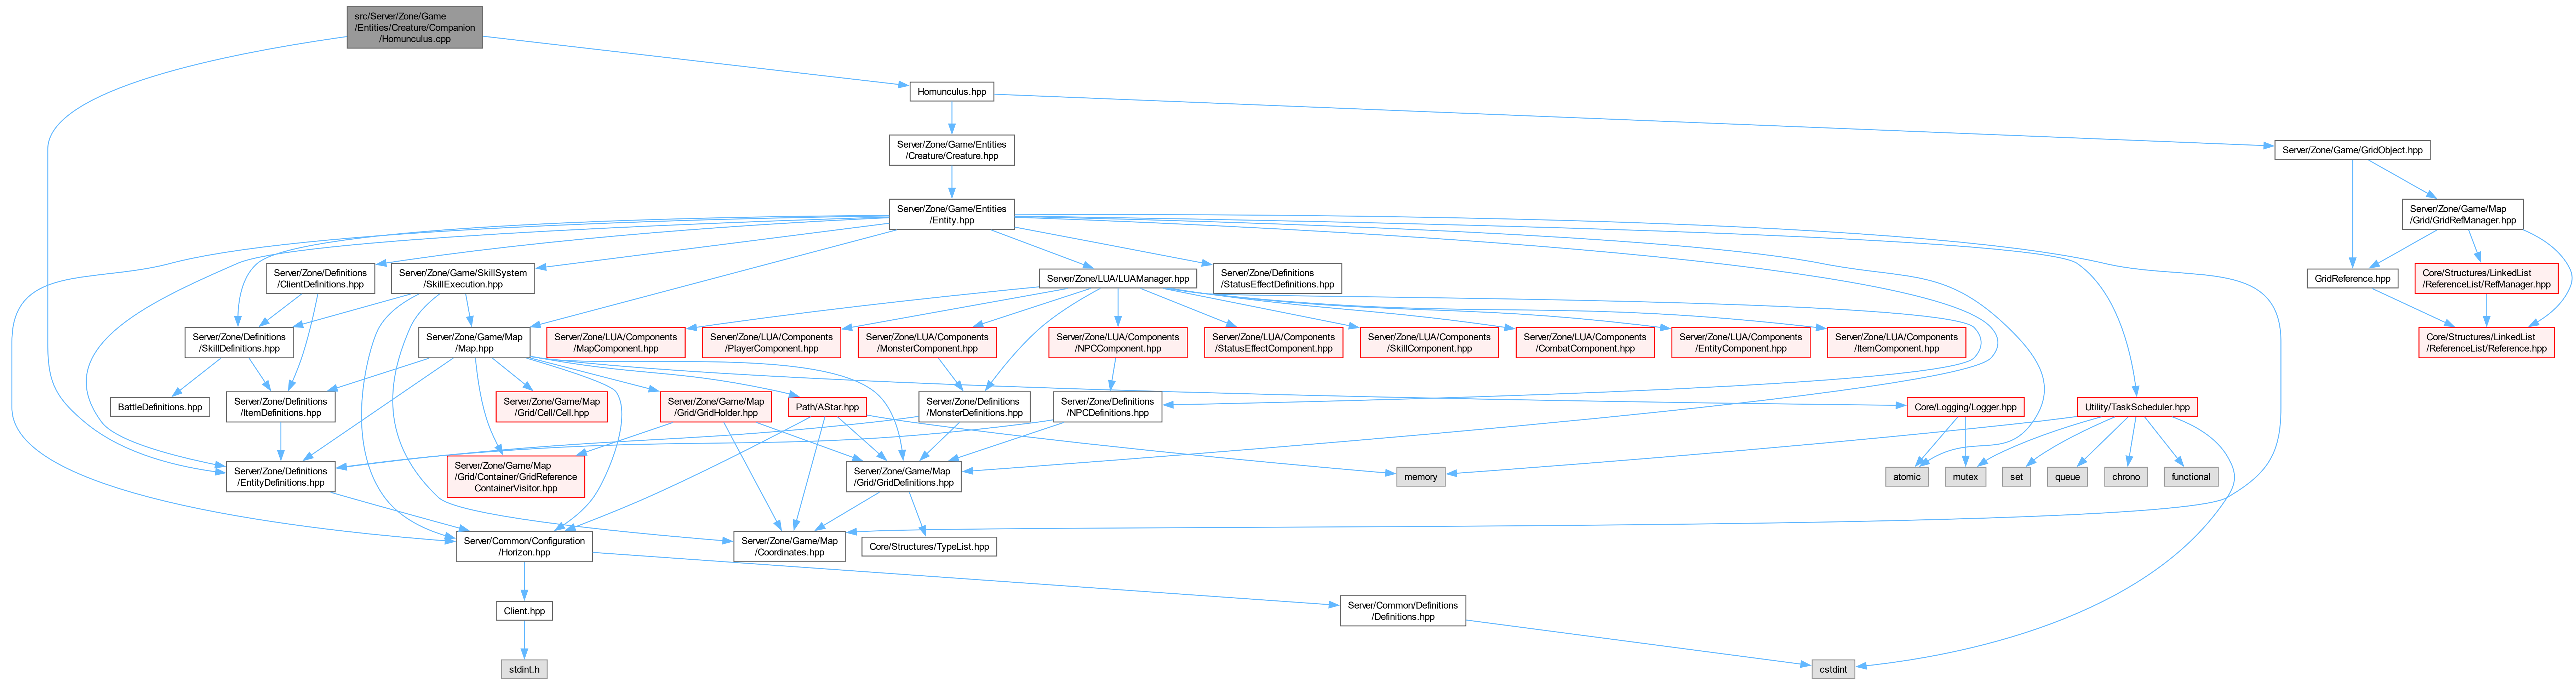 src/Server/Zone/Game
/Entities/Creature/Companion
/Homunculus.cpp
Homunculus.hpp
Server/Zone/Game/Entities
/Creature/Creature.hpp
Server/Zone/Game/GridObject.hpp
Server/Zone/Game/Entities
/Entity.hpp
Server/Zone/Game/Map
/Grid/GridRefManager.hpp
Server/Zone/Definitions
/ClientDefinitions.hpp
Server/Zone/Game/SkillSystem
/SkillExecution.hpp
Server/Zone/LUA/LUAManager.hpp
Server/Zone/Definitions
/StatusEffectDefinitions.hpp
GridReference.hpp
Core/Structures/LinkedList
/ReferenceList/RefManager.hpp
Server/Zone/Definitions
/SkillDefinitions.hpp
Server/Zone/Game/Map
/Map.hpp
Server/Zone/LUA/Components
/MapComponent.hpp
Server/Zone/LUA/Components
/PlayerComponent.hpp
Server/Zone/LUA/Components
/MonsterComponent.hpp
Server/Zone/LUA/Components
/NPCComponent.hpp
Server/Zone/LUA/Components
/StatusEffectComponent.hpp
Server/Zone/LUA/Components
/SkillComponent.hpp
Server/Zone/LUA/Components
/CombatComponent.hpp
Server/Zone/LUA/Components
/EntityComponent.hpp
Server/Zone/LUA/Components
/ItemComponent.hpp
Core/Structures/LinkedList
/ReferenceList/Reference.hpp
BattleDefinitions.hpp
Server/Zone/Definitions
/ItemDefinitions.hpp
Server/Zone/Game/Map
/Grid/Cell/Cell.hpp
Server/Zone/Game/Map
/Grid/GridHolder.hpp
Path/AStar.hpp
Server/Zone/Definitions
/MonsterDefinitions.hpp
Server/Zone/Definitions
/NPCDefinitions.hpp
Core/Logging/Logger.hpp
Utility/TaskScheduler.hpp
Server/Zone/Definitions
/EntityDefinitions.hpp
Server/Zone/Game/Map
/Grid/Container/GridReference
ContainerVisitor.hpp
Server/Zone/Game/Map
/Grid/GridDefinitions.hpp
memory
atomic
mutex
set
queue
chrono
functional
Server/Common/Configuration
/Horizon.hpp
Server/Zone/Game/Map
/Coordinates.hpp
Core/Structures/TypeList.hpp
Client.hpp
Server/Common/Definitions
/Definitions.hpp
stdint.h
cstdint